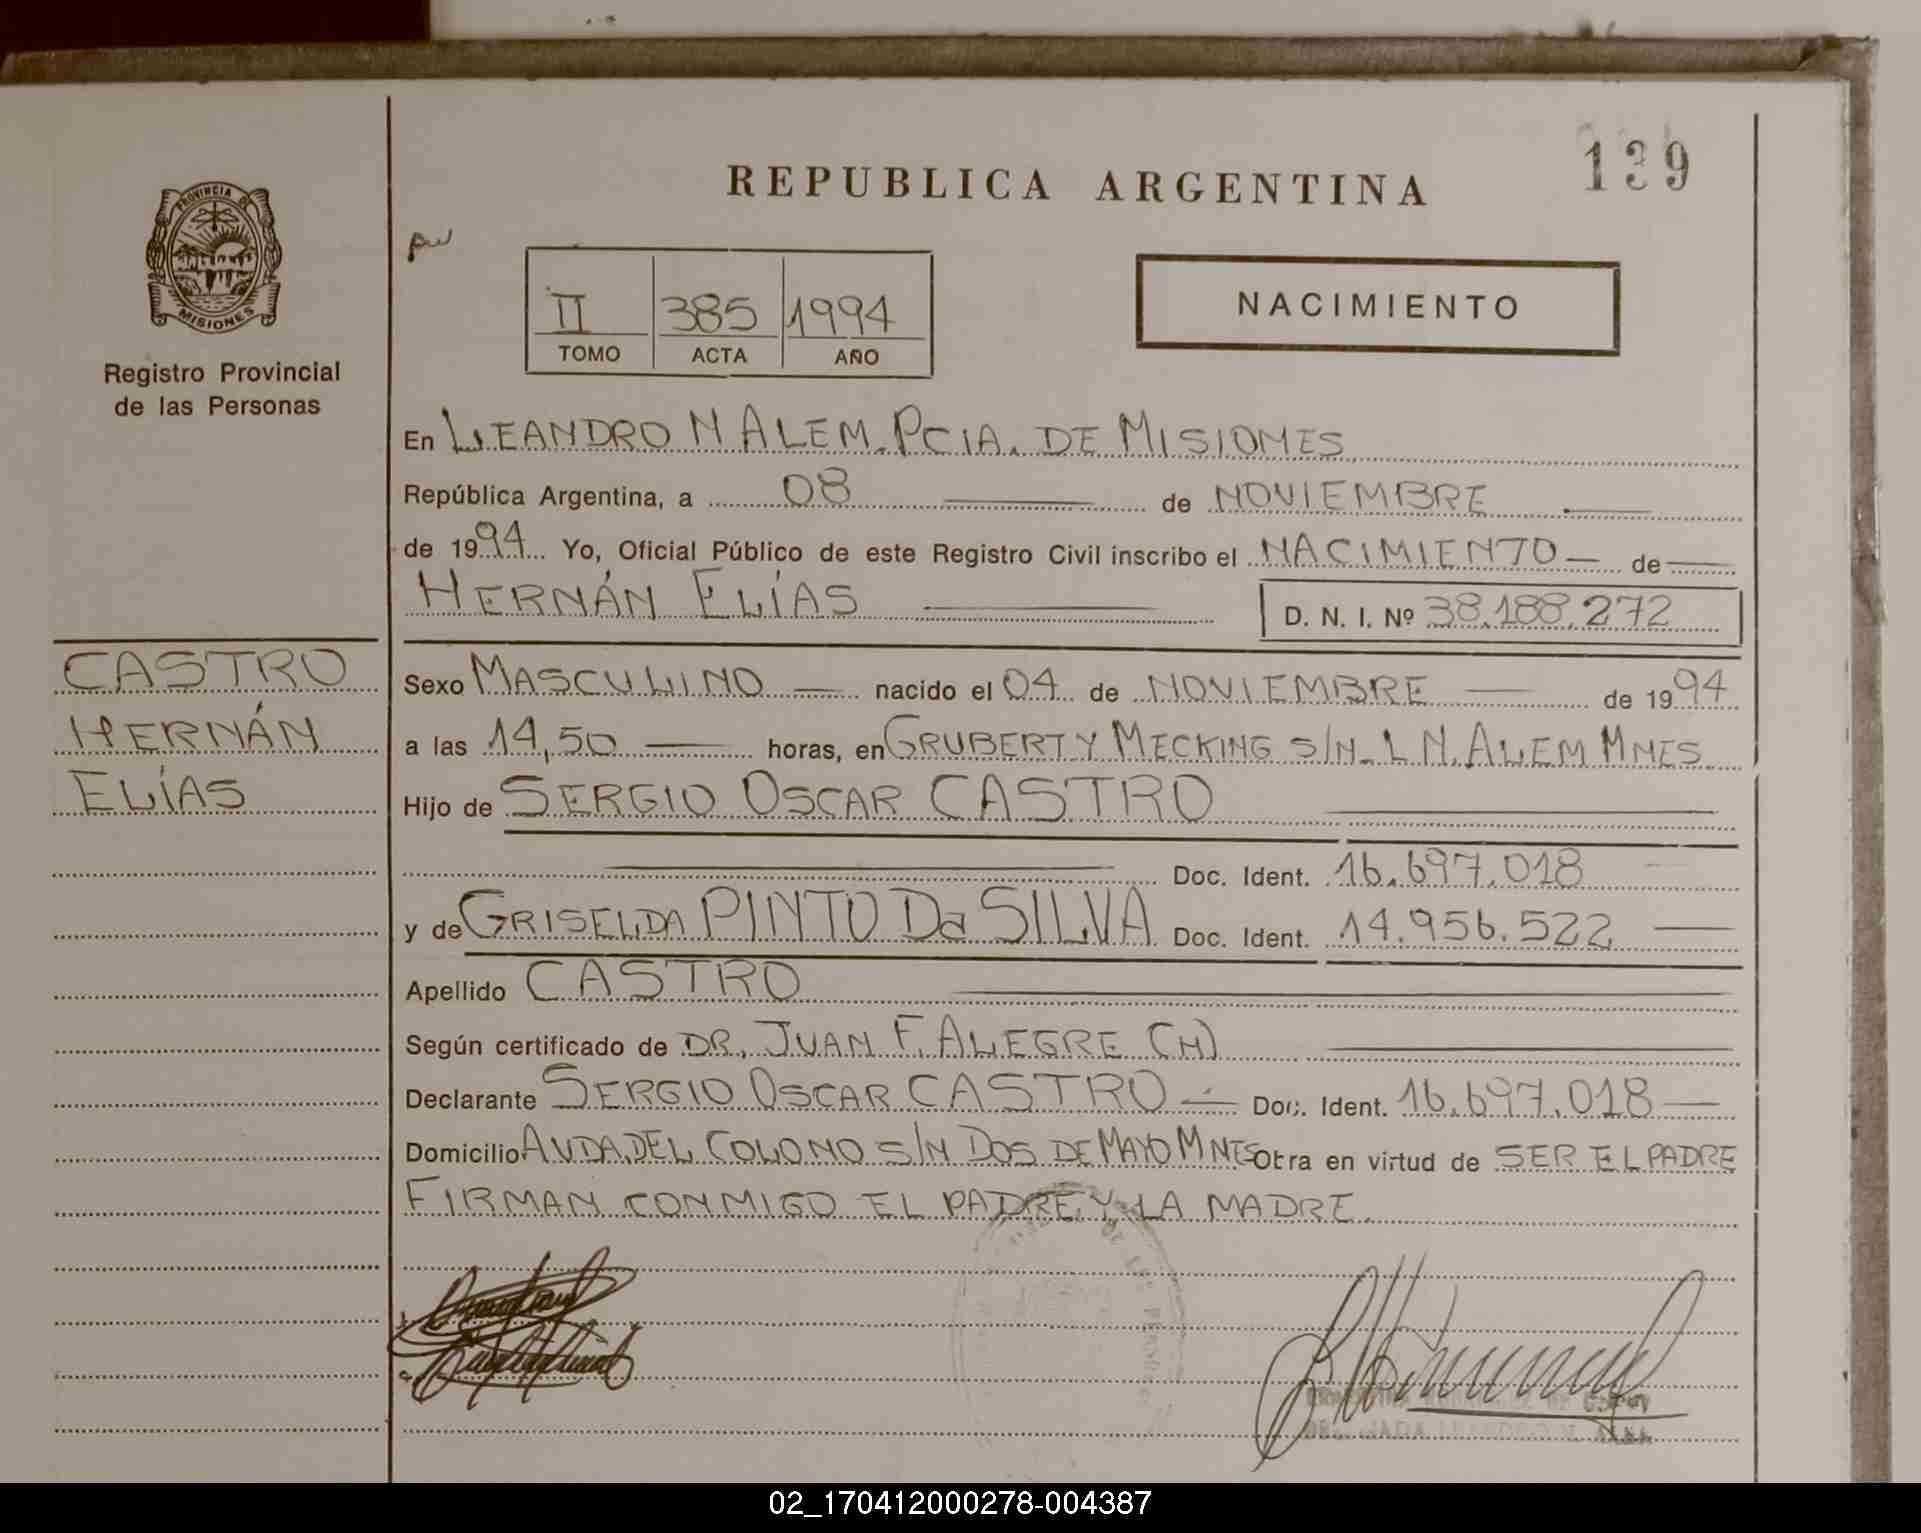 139
REPUBLICA ARGENTINA
PROVINCIA DE
MISIONES
Registro Provincial
de las Personas
II 385 1994
TOMO ACTA AÑO
NACIMIENTO
En LEANDRO N ALEM. PCIA. DE MISIONES
República Argentina, a 08 de NOVIEMBRE
de 1994 Yo, Oficial Público de este Registro Civil inscribo el NACIMIENTO de
HERNÁN ELÍAS D. N. I. Nº 38.188.272
CASTRO
HERNÁN
ELÍAS
Sexo MASCULINO nacido el 04 de NOVIEMBRE de 1994
a las 14,50 horas, en GRUBERT Y MECKING S/N. L N. ALEM MNES.
Hijo de SERGIO OSCAR CASTRO
Doc. Ident. 16.697.018
y de GRISELDA PINTO Da SILVA Doc. Ident. 14.956.522
Apellido CASTRO
Según certificado de DR. JUAN F. ALEGRE (H)
Declarante SERGIO OSCAR CASTRO Doc. Ident. 16.697.018
Domicilio AVDA. DEL COLONO S/N DOS DE MAYO MNES Obra en virtud de SER EL PADRE
FIRMAN CONMIGO EL PADRE Y LA MADRE.
02_170412000278-004387